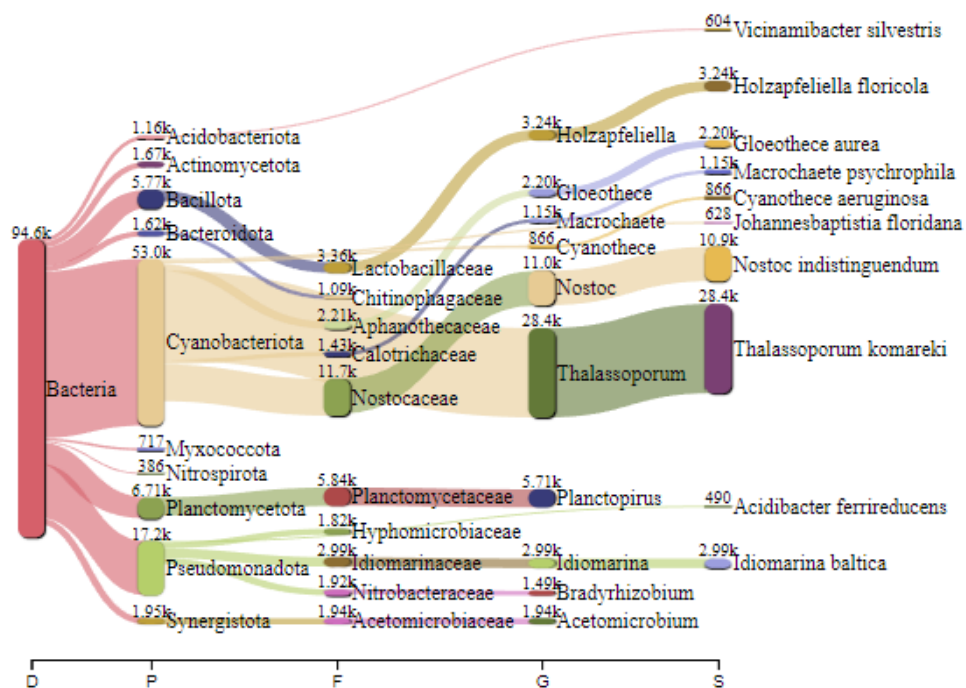 604
Vicinamibacter silvestris
3.24k
Holzapfeliella floricola
1.16k
Acidobacteriota
3.24k
Holzapfeliella
2.20k
Gloeothece aurea
1.67k
Actinomycetota
1.15k
Macrochaete psychrophila
5.77k
Bacillota
2.20k
Gloeothece
866
Cyanothece aeruginosa
1.62k
Bacteroidota
1.15k
Macrochaete
628
Johannesbaptistia floridana
94.6k
Bacteria
53.0k
Cyanobacteriota
866
Cyanothece
10.9k
Nostoc indistinguendum
3.36k
Lactobacillaceae
11.0k
Nostoc
1.09k
Chitinophagaceae
28.4k
Thalassoporum komareki
2.21k
Aphanothecaceae
28.4k
Thalassoporum
1.43k
Calotrichaceae
11.7k
Nostocaceae
717
Myxococcota
386
Nitrospirota
6.71k
Planctomycetota
5.84k
Planctomycetaceae
5.71k
Planctopirus
490
Acidibacter ferrireducens
1.82k
Hyphomicrobiaceae
17.2k
Pseudomonadota
2.99k
Idiomarinaceae
2.99k
Idiomarina
2.99k
Idiomarina baltica
1.92k
Nitrobacteraceae
1.49k
Bradyrhizobium
1.95k
Synergistota
1.94k
Acetomicrobiaceae
1.94k
Acetomicrobium
D P F G S